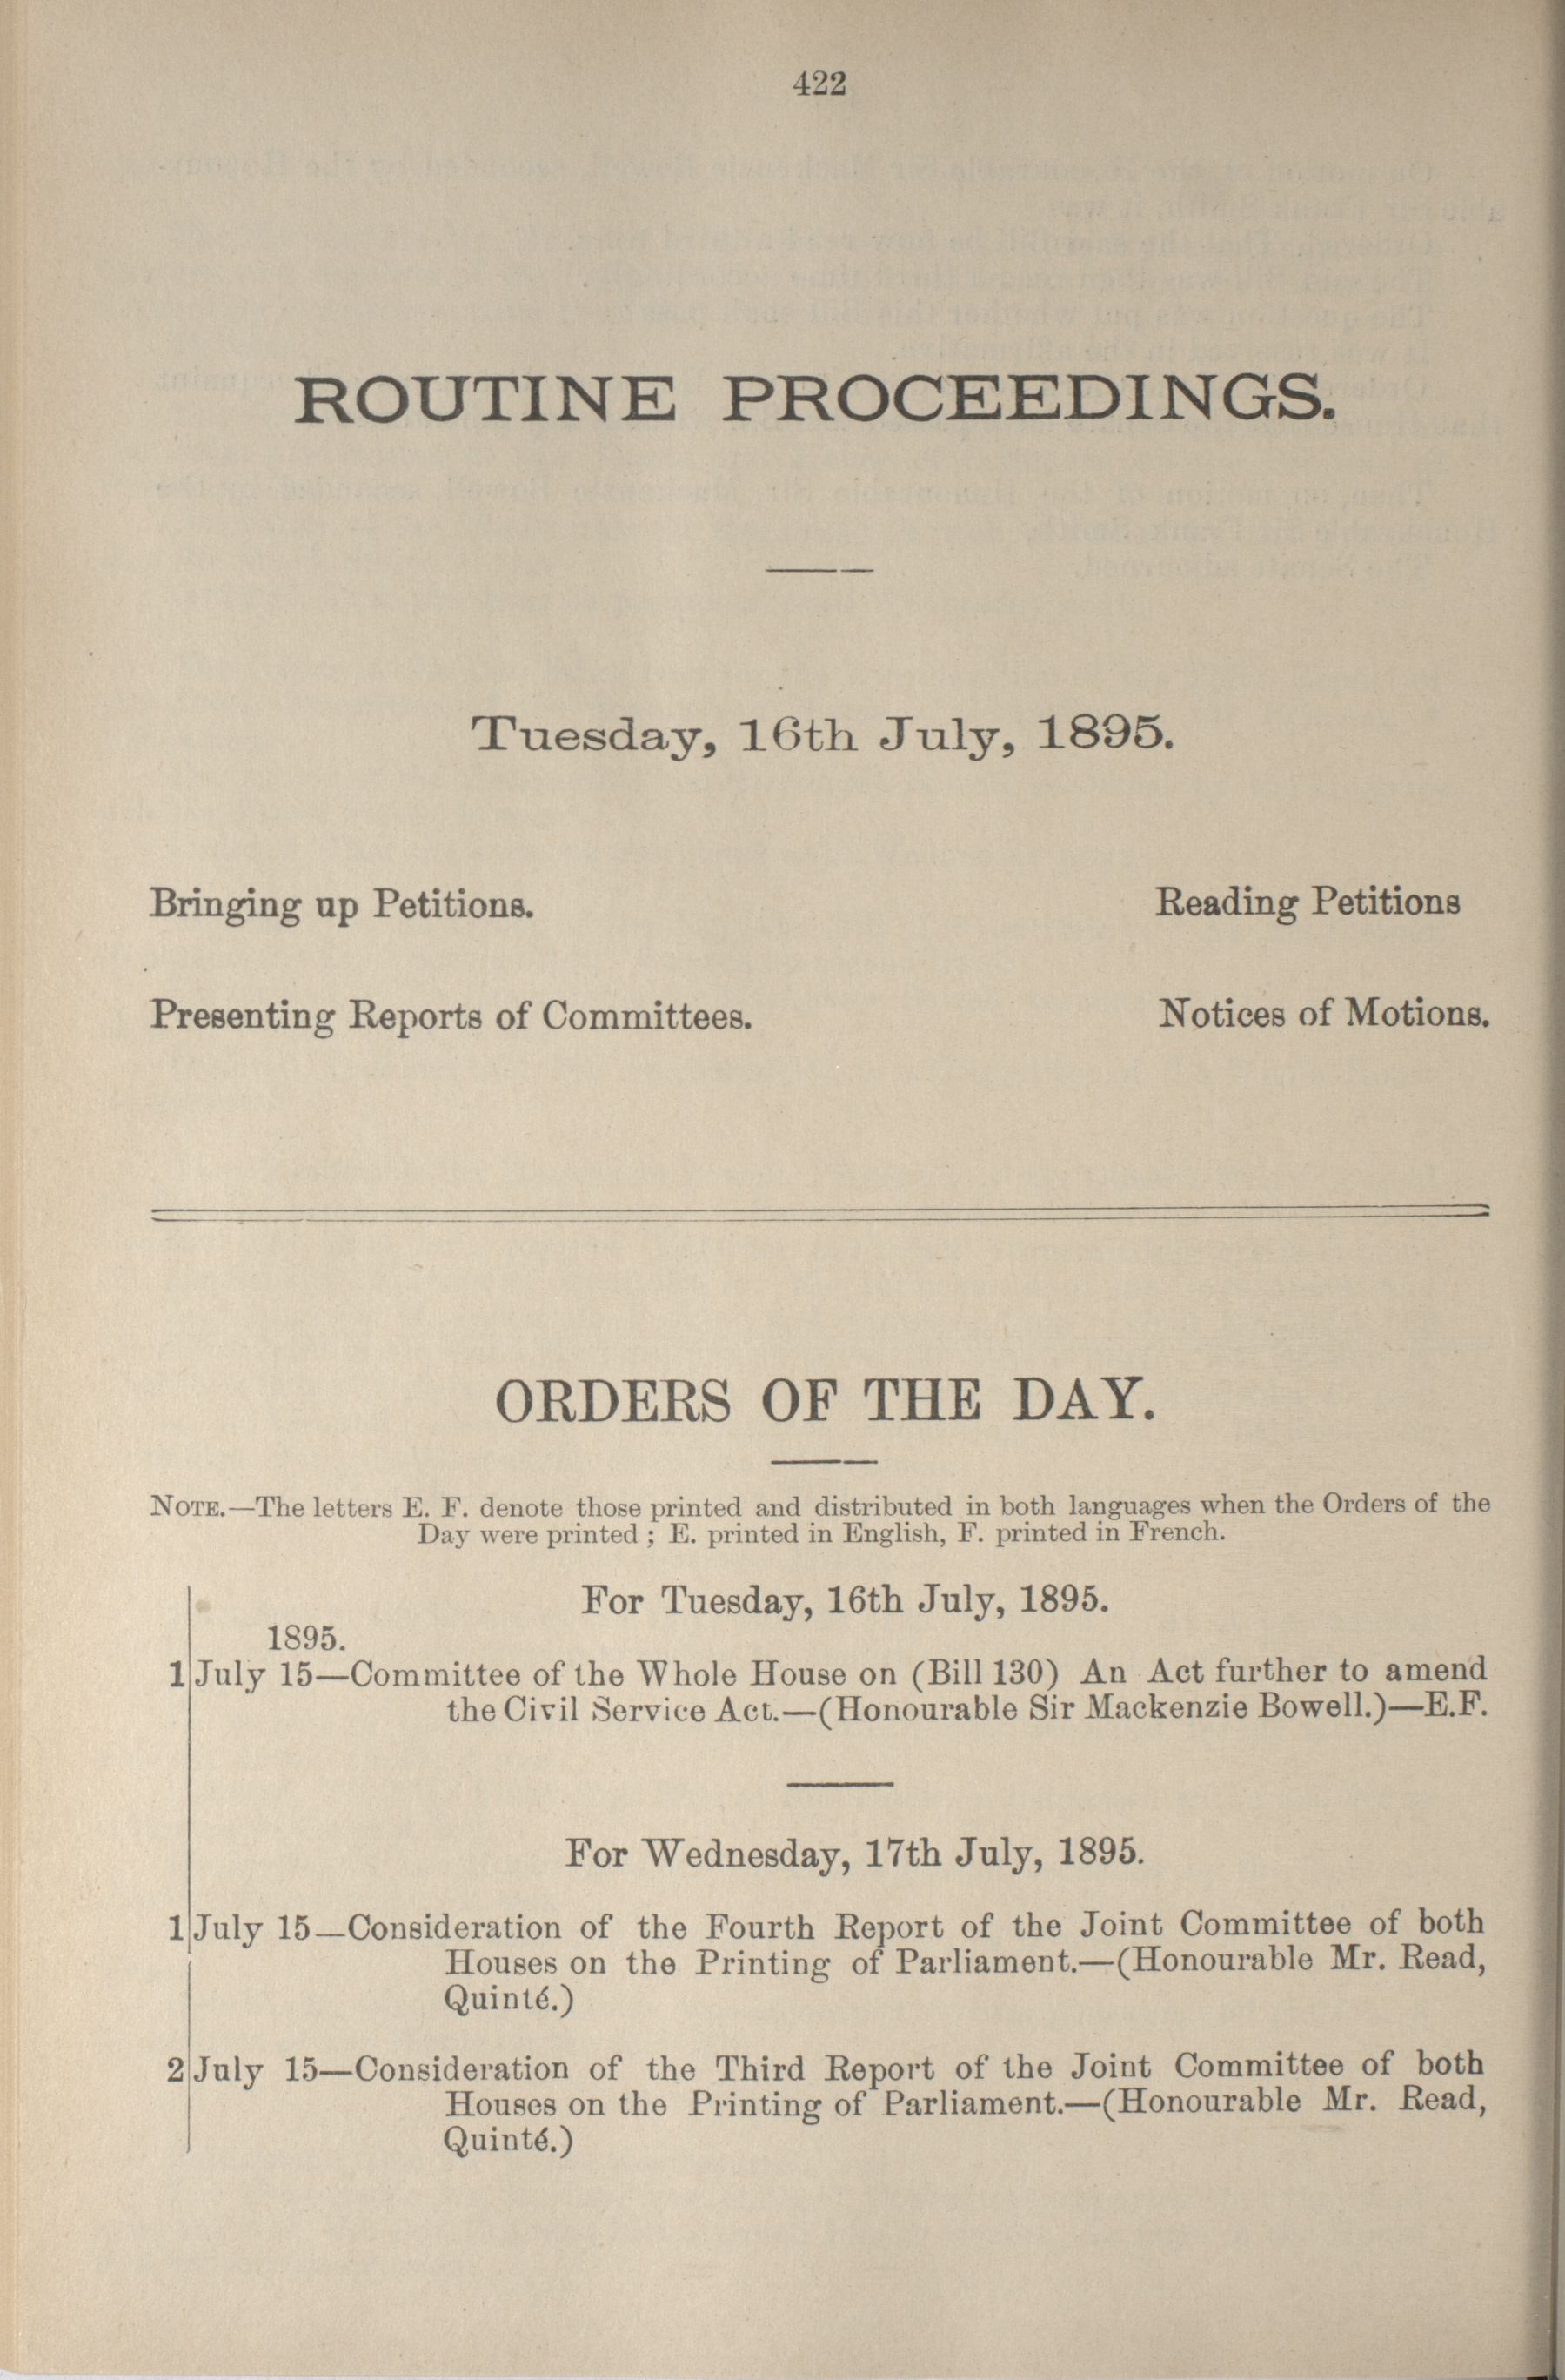 422
ROUTINE PROCEEDINGS.
Tuesday, 16th July, 1895.
Bringing up Petitions. Reading Petitions
Presenting Reports of Committees. Notices of Motions.
ORDERS OF THE DAY.
NOTE.—The letters E. F. denote those printed and distributed in both languages when the Orders of the
Day were printed ; E. printed in English, F. printed in French.
For Tuesday, 16th July, 1895.
1895.
1 July 15—Committee of the Whole House on (Bill 130) An Act further to amend
the Civil Service Act.—(Honourable Sir Mackenzie Bowell.)—E.F.
For Wednesday, 17th July, 1895.
1 July 15—Consideration of the Fourth Report of the Joint Committee of both
Houses on the Printing of Parliament.—(Honourable Mr. Read,
Quinté.)
2 July 15—Consideration of the Third Report of the Joint Committee of both
Houses on the Printing of Parliament.—(Honourable Mr. Read,
Quinté.)